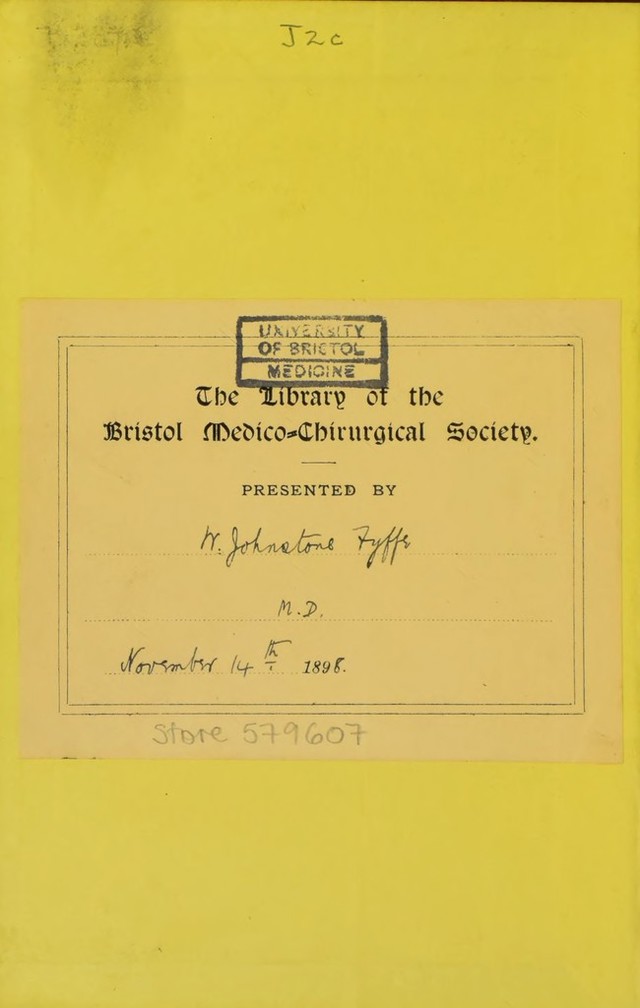 J2c
UNIVERSITY
OF BRISTOL
MEDICINE
The Library of the
Bristol Medico-Chirurgical Society.
PRESENTED BY
W. Johnstone Fyffe
M.D.
November 14th 1898.
Store 579607